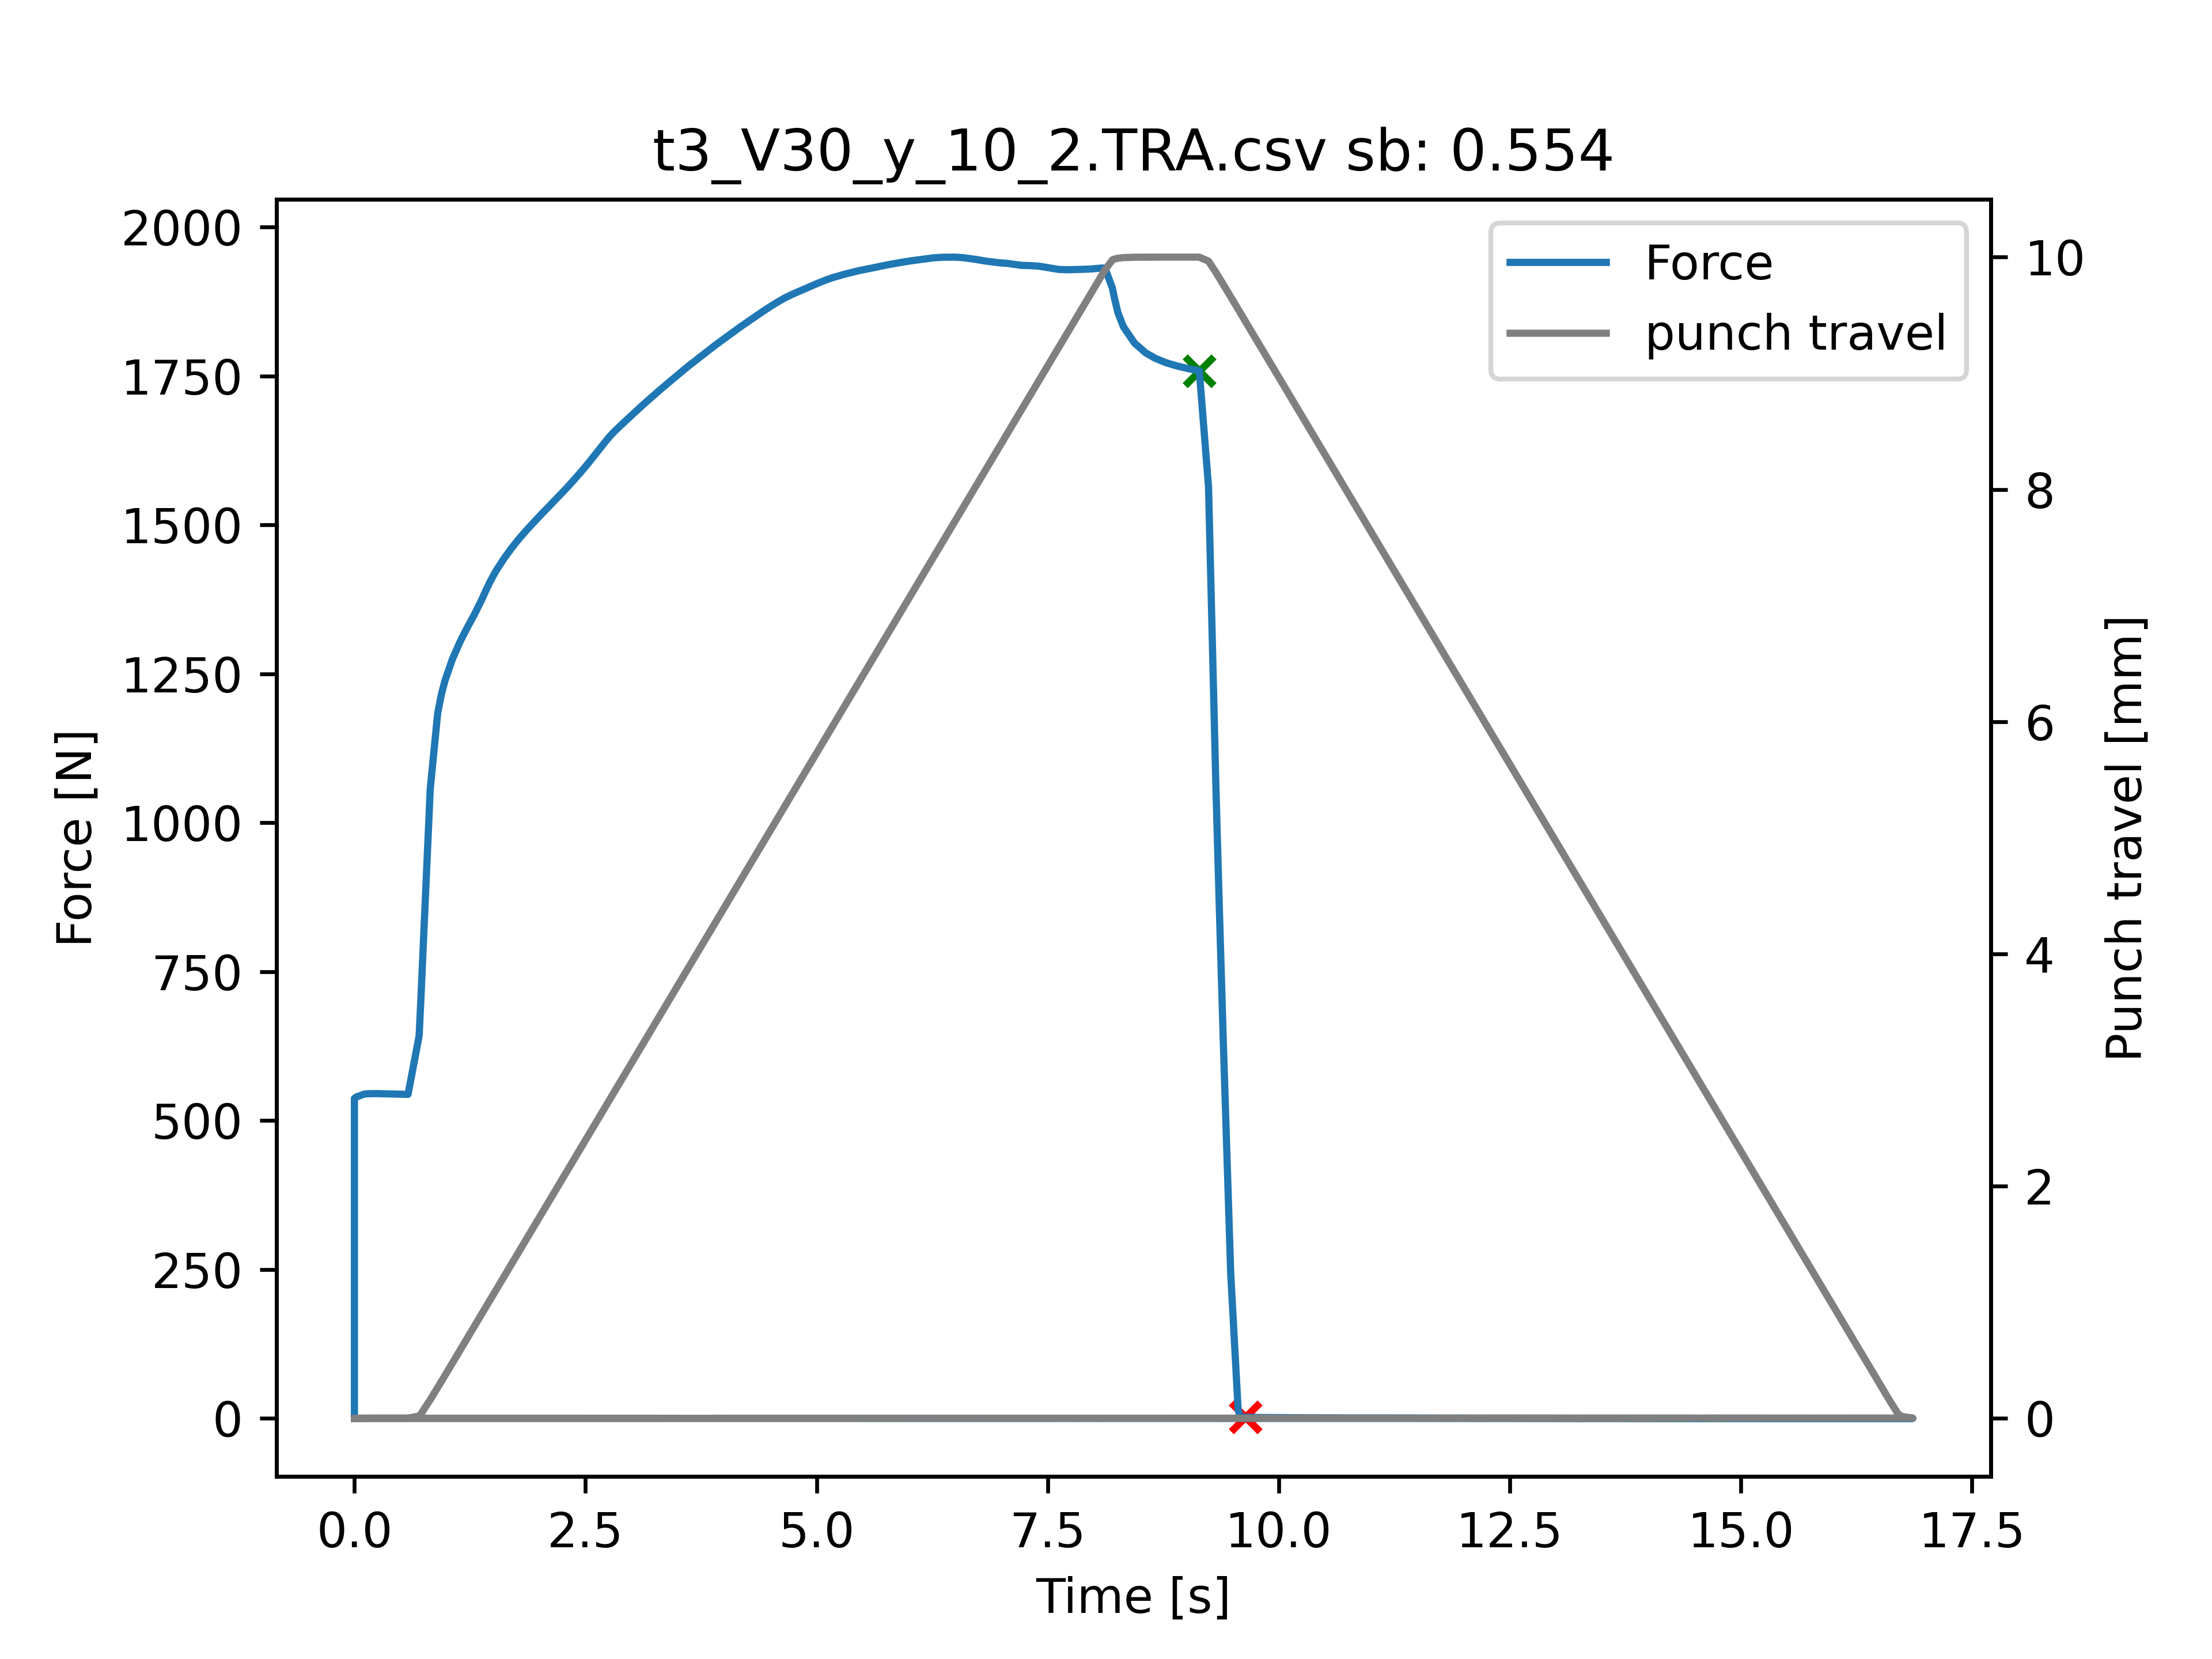 t3_V30_y_10_2.TRA.csv sb: 0.554
Force
punch travel
Force [N]
2000
1750
1500
1250
1000
750
500
250
0
10
8
6
4
2
0
Punch travel [mm]
0.0 2.5 5.0 7.5 10.0 12.5 15.0 17.5
Time [s]